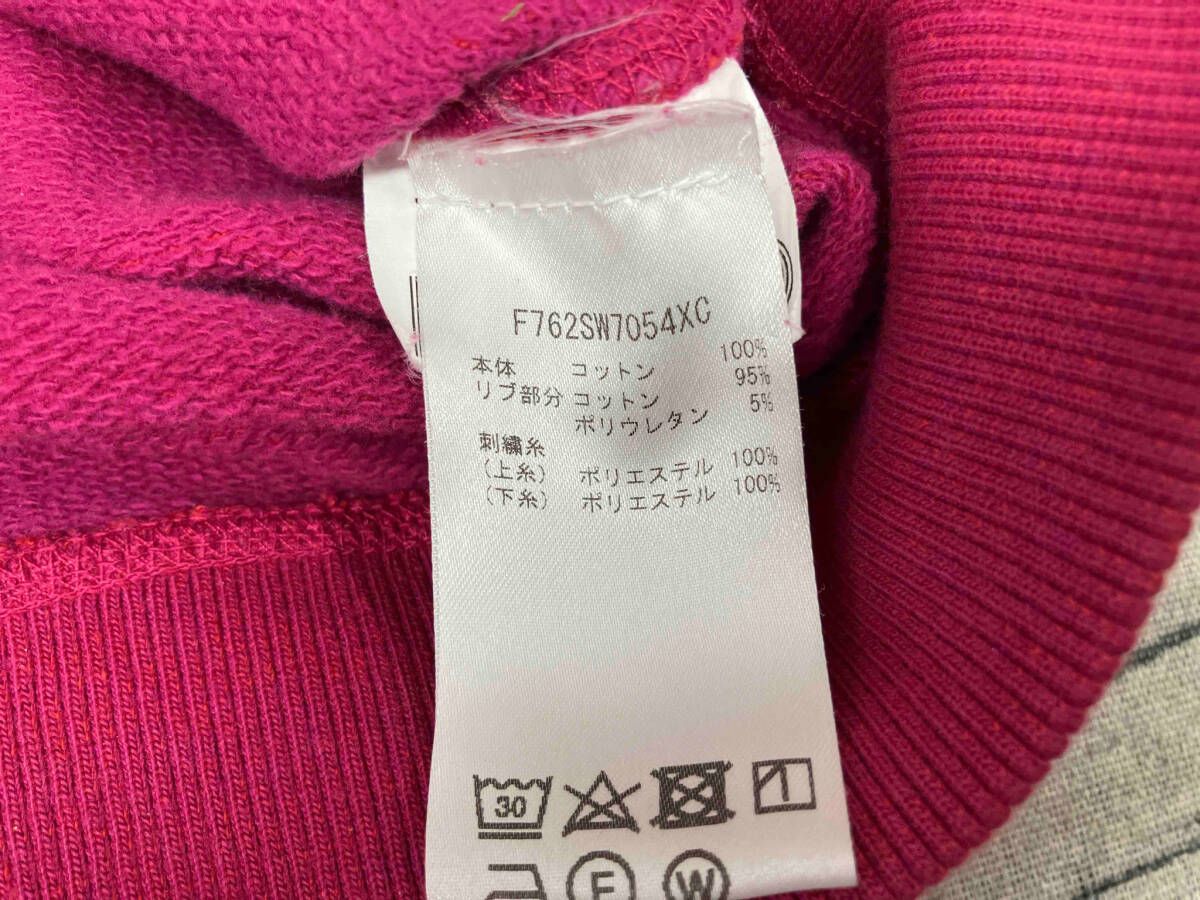 F762SW7054XC
本体 コットン 100%
リブ部分 コットン 95%
ポリウレタン 5%
刺繍糸
(上糸) ポリエステル 100%
(下糸) ポリエステル 100%
30
F W